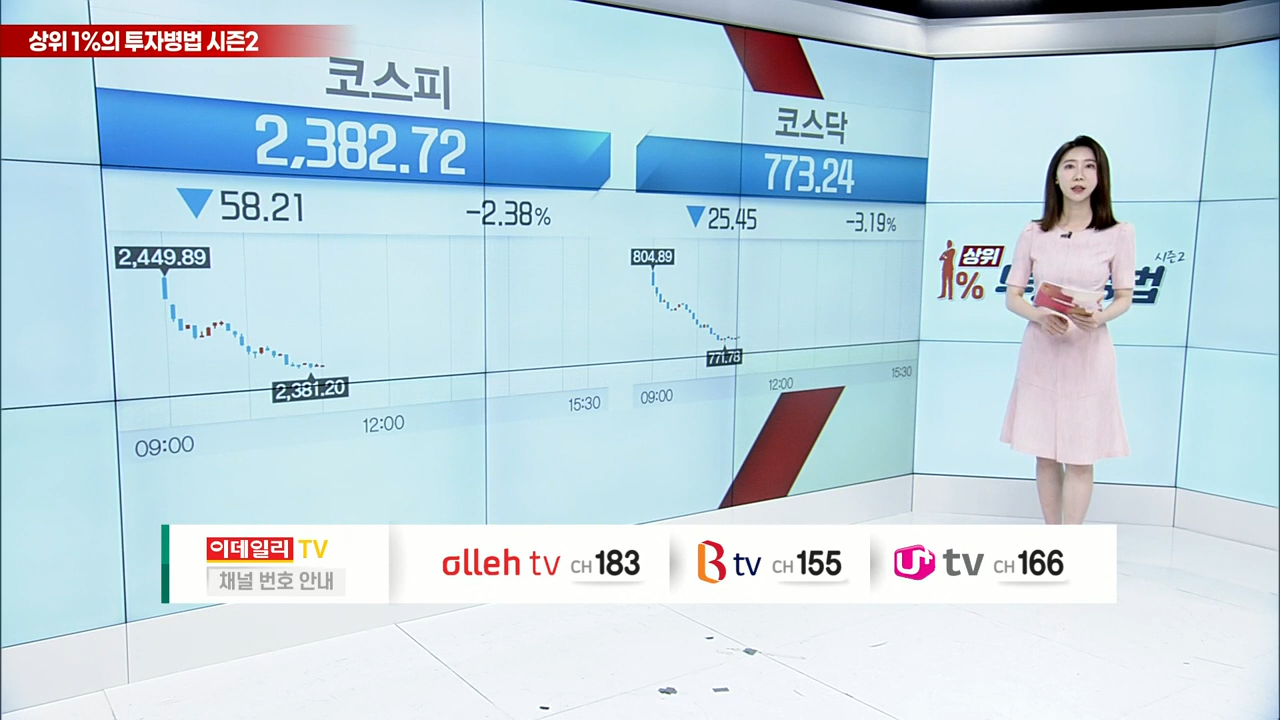 상위 1%의 투자병법 시즌2
코스피
2,382.72
▼58.21 -2.38%
2,449.89
2,381.20
09:00 12:00 15:30
코스닥
773.24
▼25.45 -3.19%
804.89
771.78
09:00 12:00 15:30
상위
1%
시즌2
법
이데일리 TV
채널 번호 안내
olleh tv CH 183
B tv CH 155
U+ tv CH 166